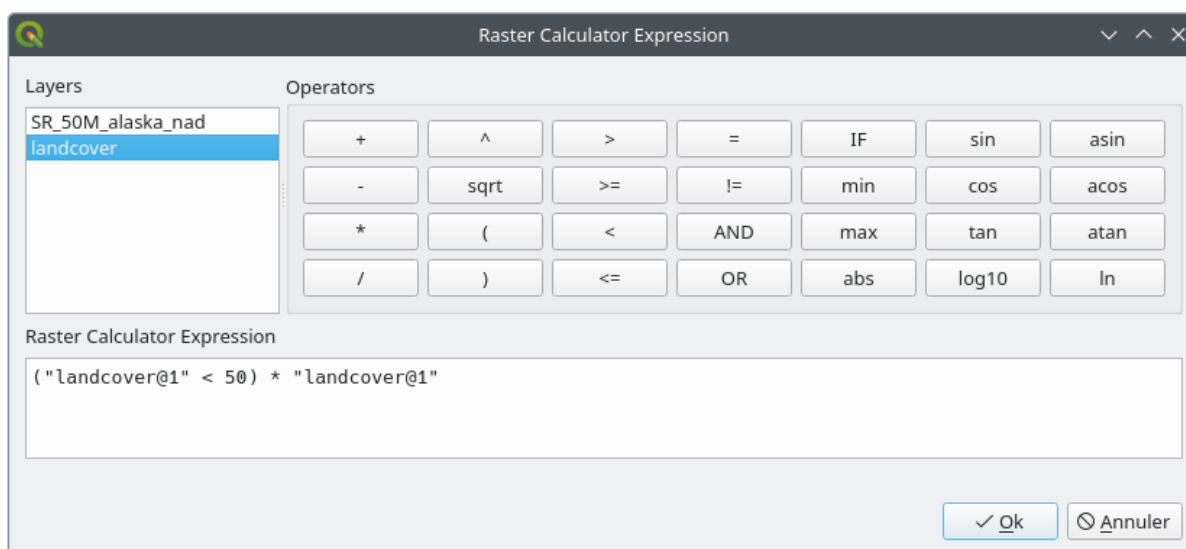 Raster Calculator Expression
Layers
Operators
SR_50M_alaska_nad
landcover
+ ^ > = IF sin asin
- sqrt >= != min cos acos
* ( < AND max tan atan
/ ) <= OR abs log10 ln
Raster Calculator Expression
("landcover@1" < 50) * "landcover@1"
Ok Annuler